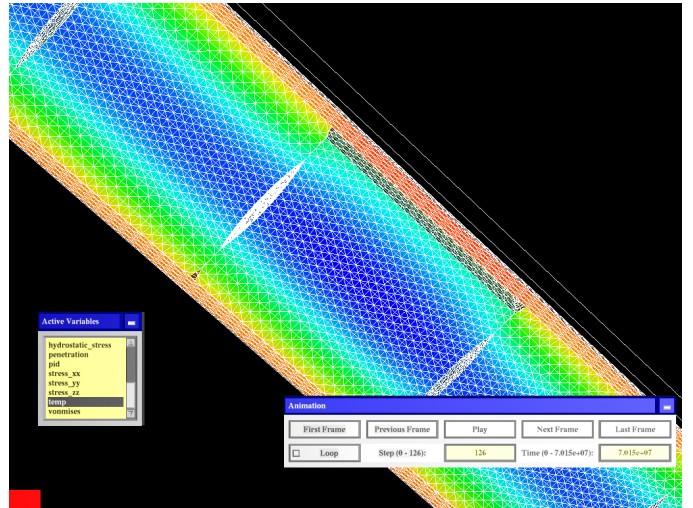 Active Variables
hydrostatic_stress
penetration
pid
stress_xx
stress_yy
stress_zz
temp
vonmises
Animation
First Frame Previous Frame Play Next Frame Last Frame
Loop Step (0 - 126): 126 Time (0 - 7.015e+07): 7.015e+07